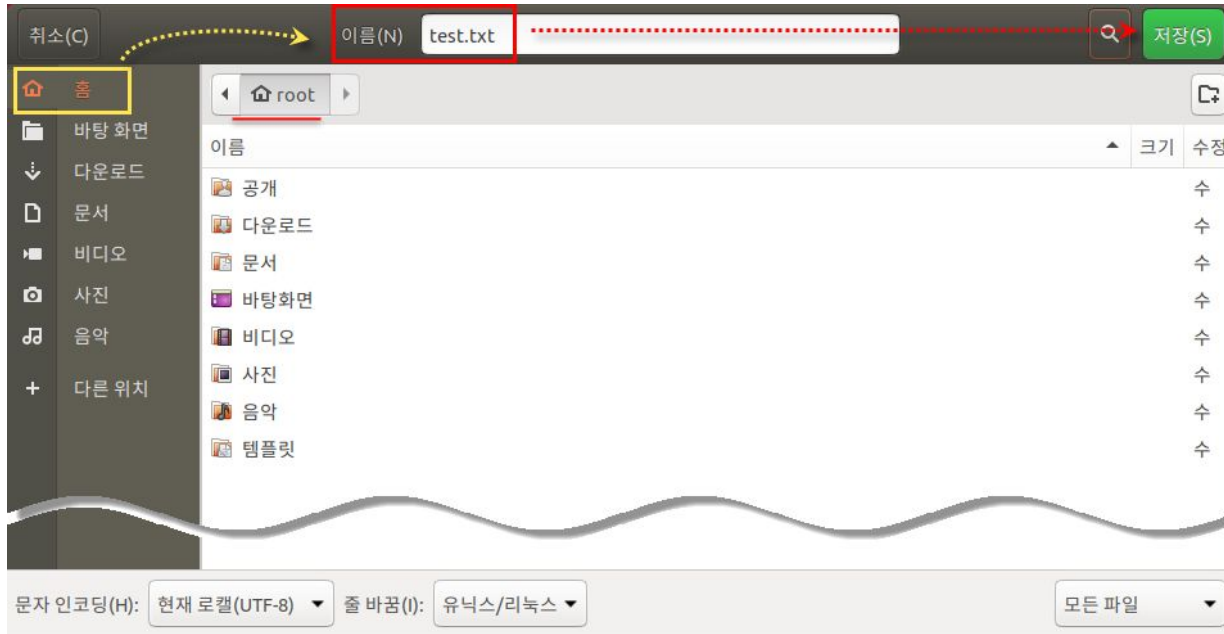 취소(C) 이름(N) test.txt 저장(S)
홈 root
바탕 화면 이름 크기 수정
다운로드 공개 수
문서 다운로드 수
비디오 문서 수
사진 바탕화면 수
음악 비디오 수
다른 위치 사진 수
음악 수
템플릿 수
문자 인코딩(H): 현재 로캘(UTF-8) 줄 바꿈(I): 유닉스/리눅스 모든 파일